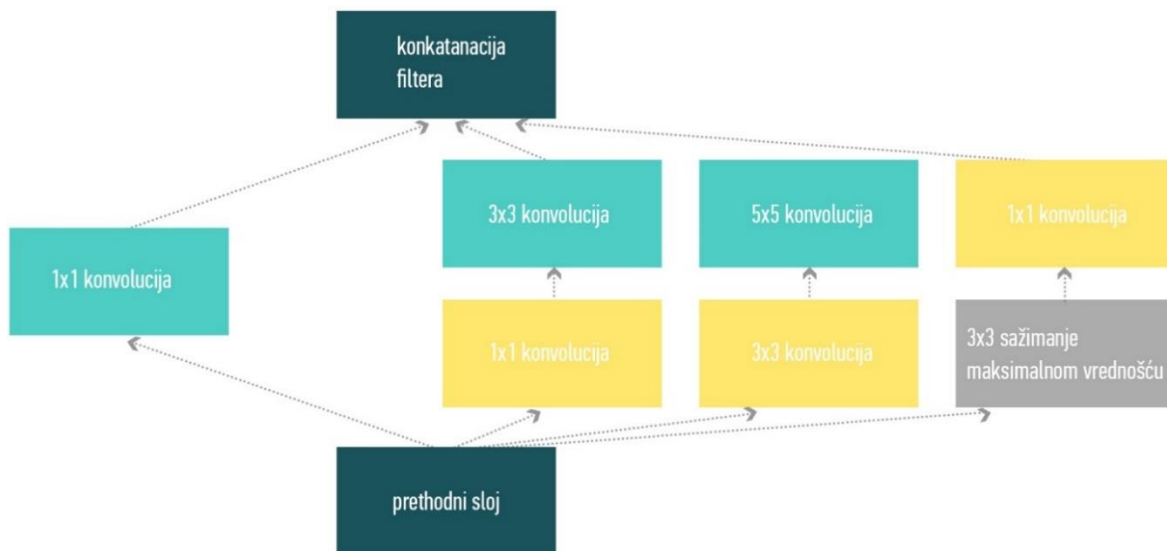 konkatanacija
filtera
3x3 konvolucija
5x5 konvolucija
1x1 konvolucija
1x1 konvolucija
1x1 konvolucija
3x3 konvolucija
3x3 sažimanje
maksimalnom vrednošću
prethodni sloj